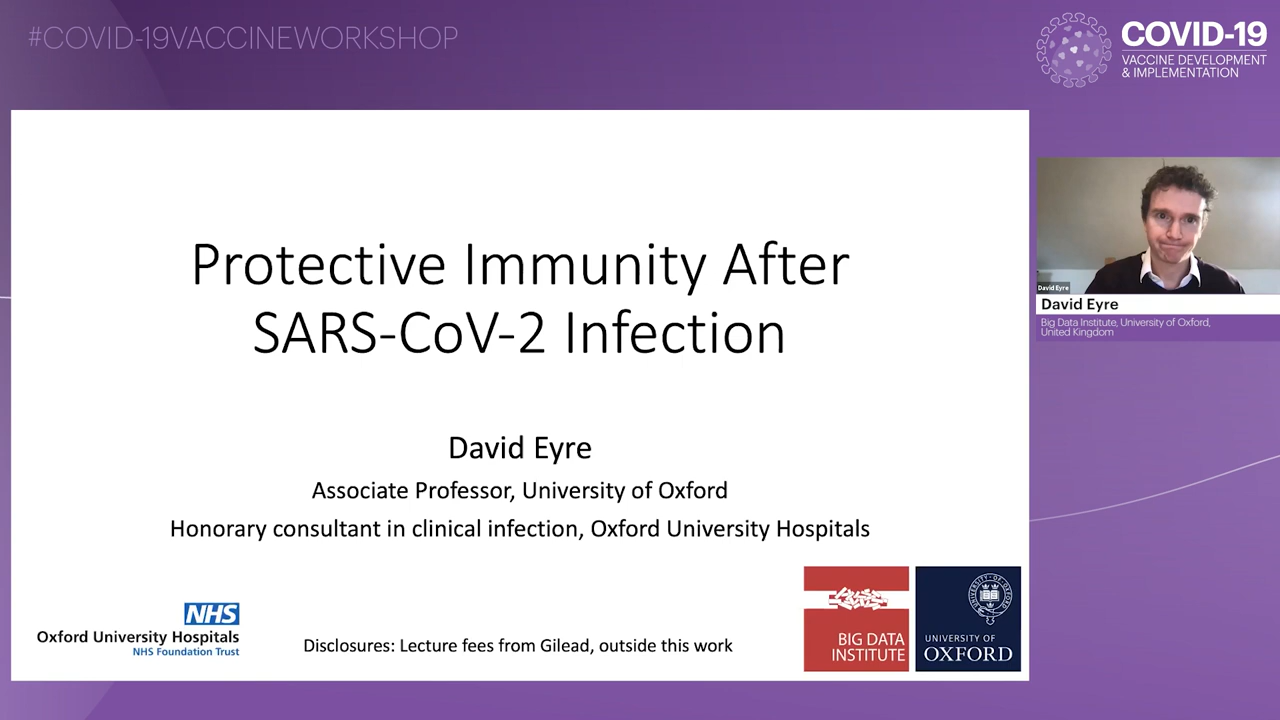 #COVID-19VACCINEWORKSHOP
COVID-19
VACCINE DEVELOPMENT
& IMPLEMENTATION
Protective Immunity After
SARS-CoV-2 Infection
David Eyre
Associate Professor, University of Oxford
Honorary consultant in clinical infection, Oxford University Hospitals
NHS
Oxford University Hospitals
NHS Foundation Trust
Disclosures: Lecture fees from Gilead, outside this work
BIG DATA
INSTITUTE
UNIVERSITY OF
OXFORD
David Eyre
David Eyre
Big Data Institute, University of Oxford,
United Kingdom